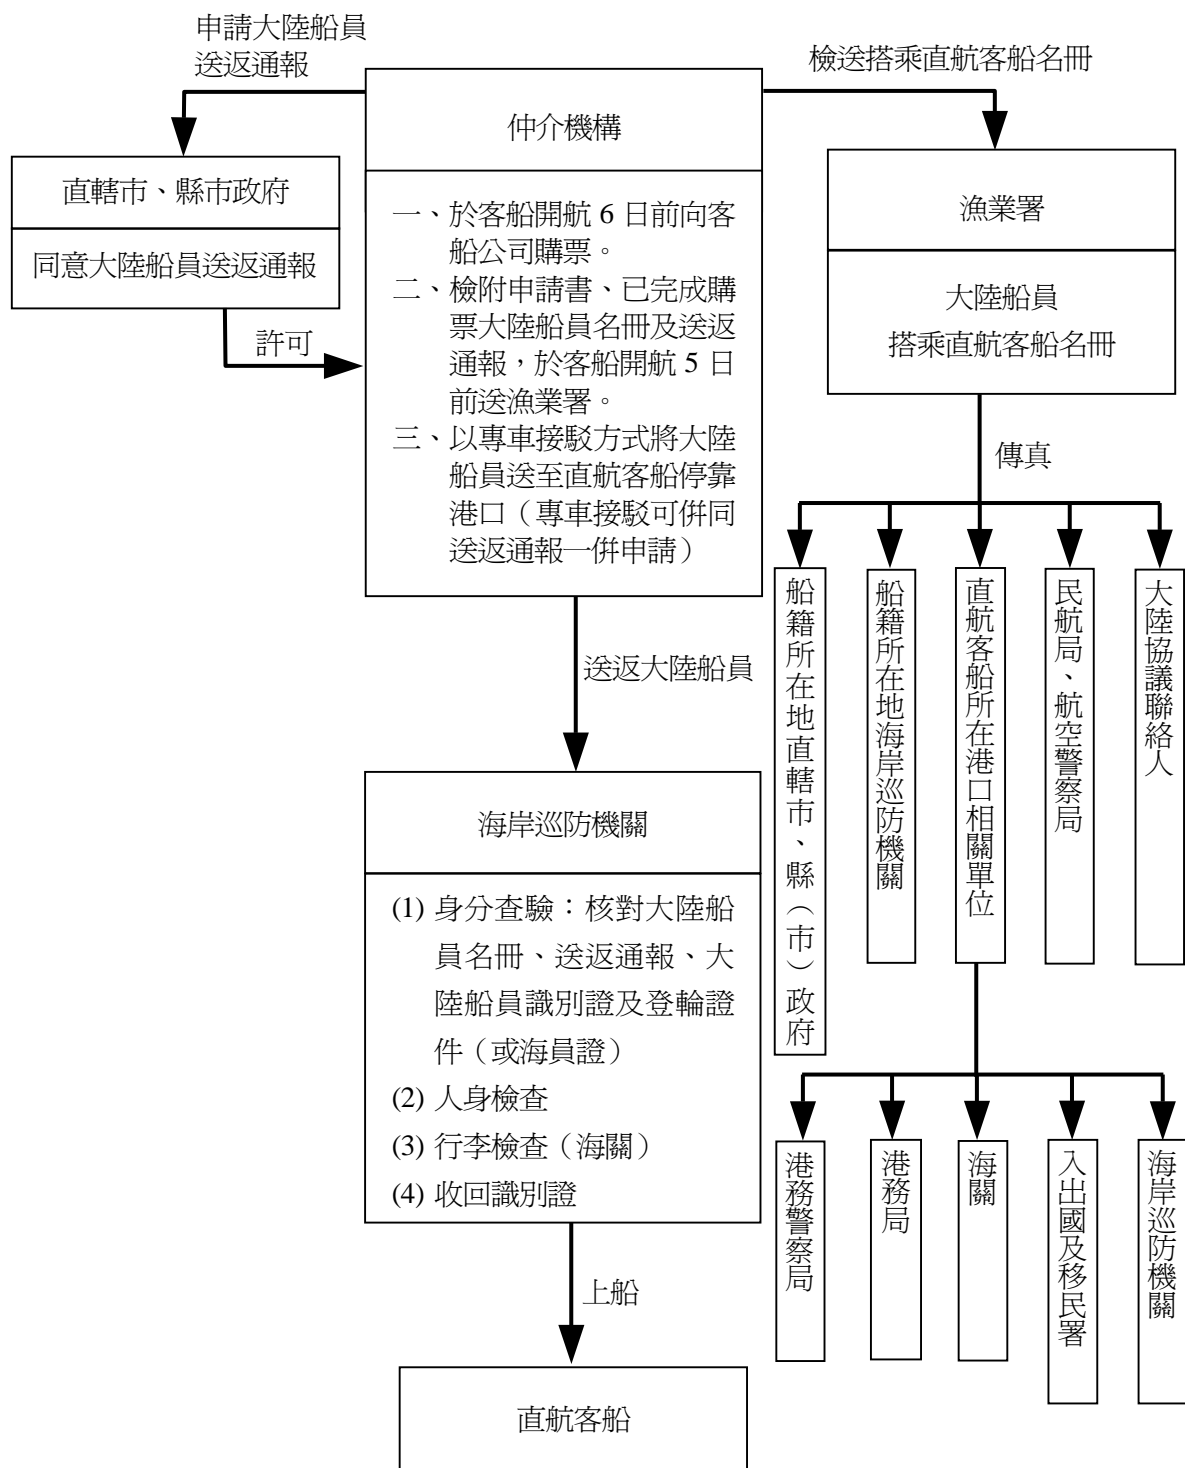 申請大陸船員
送返通報
檢送搭乘直航客船名冊
仲介機構
直轄市、縣市政府
同意大陸船員送返通報
許可
一、於客船開航 6 日前向客
船公司購票。
二、檢附申請書、已完成購
票大陸船員名冊及送返
通報，於客船開航 5 日
前送漁業署。
三、以專車接駁方式將大陸
船員送至直航客船停靠
港口（專車接駁可併同
送返通報一併申請）
漁業署
大陸船員
搭乘直航客船名冊
傳真
船籍所在地直轄市、縣（市）政府
船籍所在地海岸巡防機關
直航客船所在港口相關單位
民航局、航空警察局
大陸協議聯絡人
送返大陸船員
海岸巡防機關
(1) 身分查驗：核對大陸船
員名冊、送返通報、大
陸船員識別證及登輪證
件（或海員證）
(2) 人身檢查
(3) 行李檢查（海關）
(4) 收回識別證
港務警察局
港務局
海關
入出國及移民署
海岸巡防機關
上船
直航客船